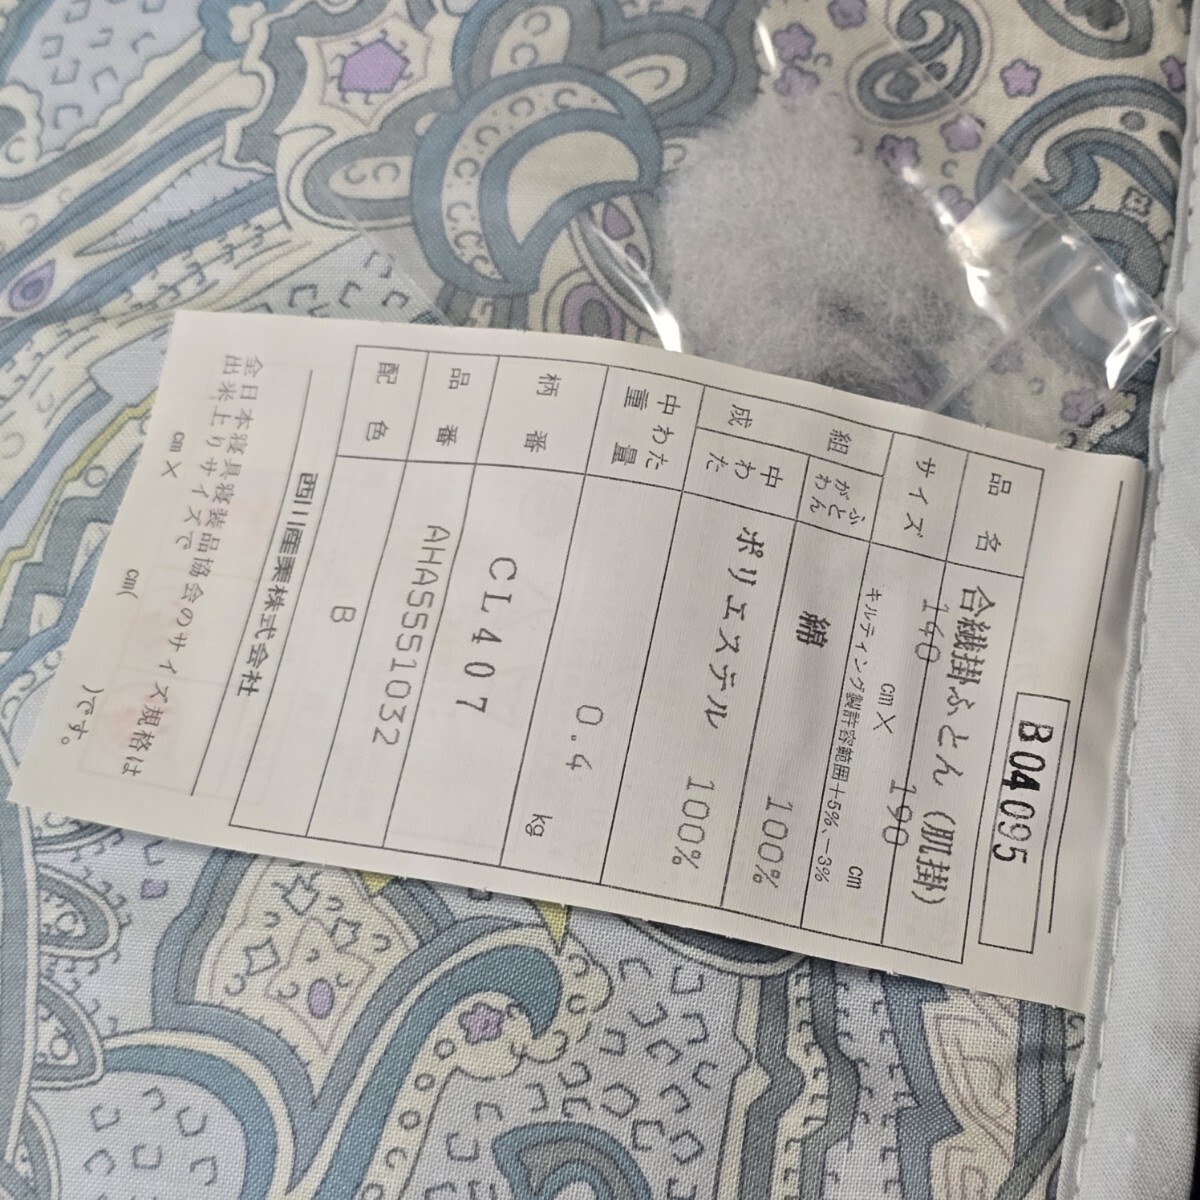 B04095
品名 合繊掛ふとん (肌掛)
サイズ 140 cm × 190 cm
キルティング製許容範囲+5%、-3%
組成 ふとんがわ 綿 100%
中わた ポリエステル 100%
中わた重量 0.4 kg
柄番 CL407
品番 AHA5551032
配色 B
西川産業株式会社
全日本寝具寝装品協会のサイズ規格は
出来上りサイズで
cm× cm( )です。